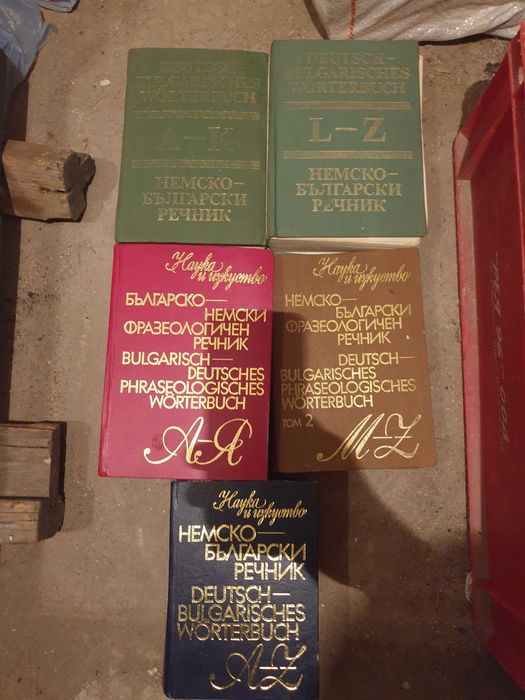 DEUTSCH-
BULGARISCHES
WÖRTERBUCH
A–K
НЕМСКО-
БЪЛГАРСКИ
РЕЧНИК
DEUTSCH-
BULGARISCHES
WÖRTERBUCH
L–Z
НЕМСКО-
БЪЛГАРСКИ
РЕЧНИК
Наука
и изкуство
БЪЛГАРСКО—
НЕМСКИ
ФРАЗЕОЛОГИЧЕН
РЕЧНИК
BULGARISCH—
DEUTSCHES
PHRASEOLOGISCHES
WÖRTERBUCH
А–Я
Наука
и изкуство
НЕМСКО—
БЪЛГАРСКИ
ФРАЗЕОЛОГИЧЕН
РЕЧНИК
DEUTSCH—
BULGARISCHES
PHRASEOLOGISCHES
WÖRTERBUCH
ТОМ 2
M–Z
Наука
и изкуство
НЕМСКО—
БЪЛГАРСКИ
РЕЧНИК
DEUTSCH—
BULGARISCHES
WÖRTERBUCH
A–Z